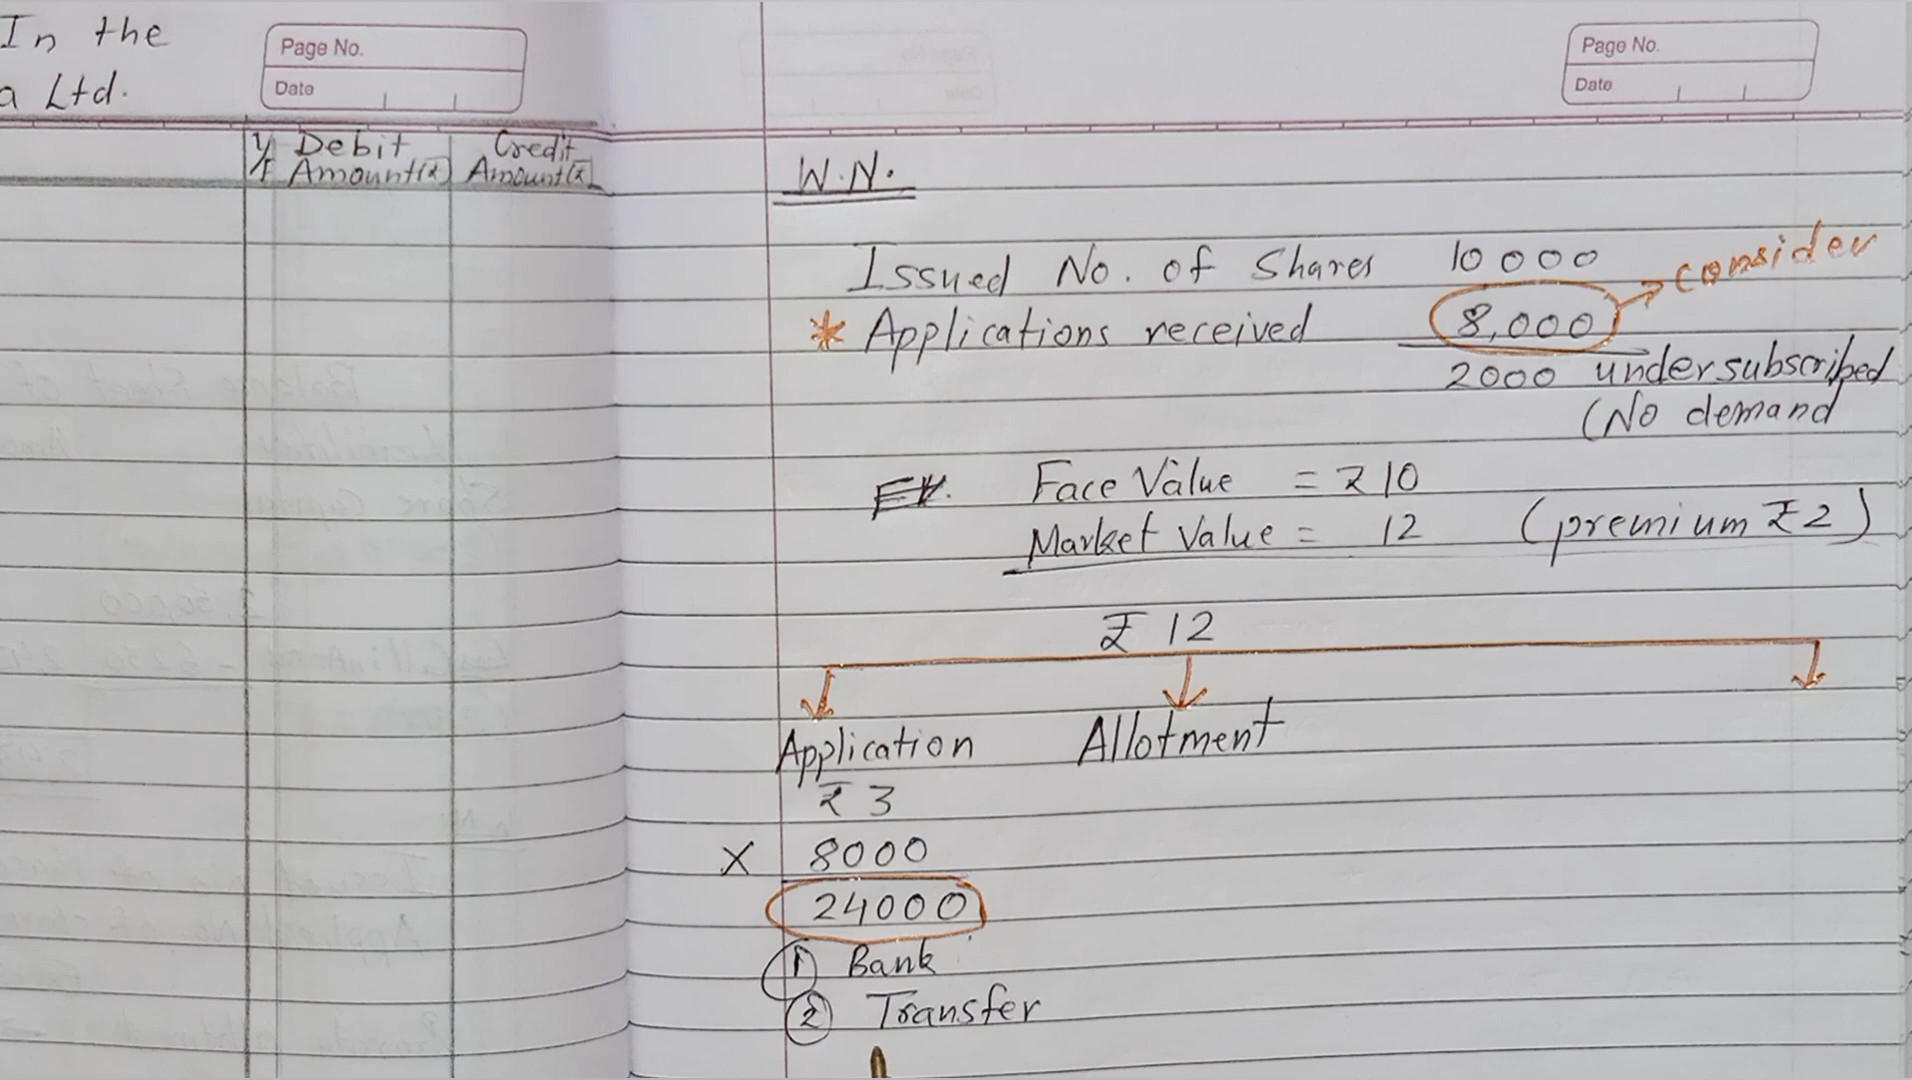 In the
a Ltd.
Page No.
Date
Debit
Amount(₹)
Credit
Amount(₹)
Page No.
Date
W.N.
Issued No. of Shares 10000
→ consider
* Applications received 8,000
2000 undersubscribed
(No demand
Face Value = ₹10
Market Value = 12 (premium ₹2)
₹ 12
Application Allotment
₹ 3
X 8000
24000
① Bank
② Transfer